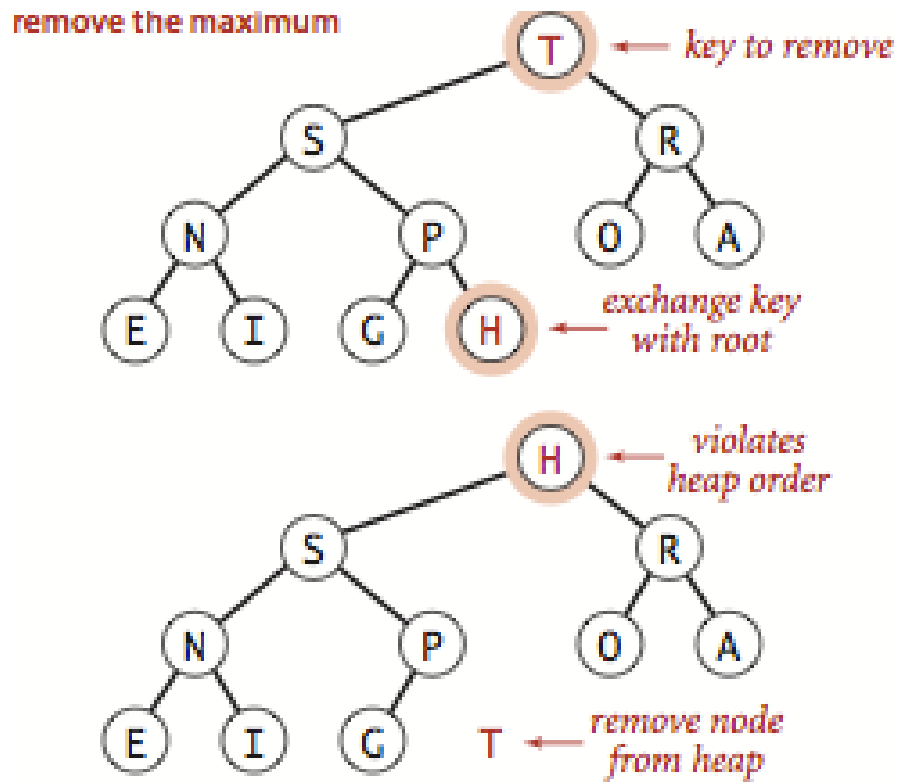 remove the maximum
T
key to remove
S
R
N
P
O
A
exchange key
with root
E
I
G
H
violates
heap order
H
S
R
N
P
O
A
remove node
from heap
E
I
G
T